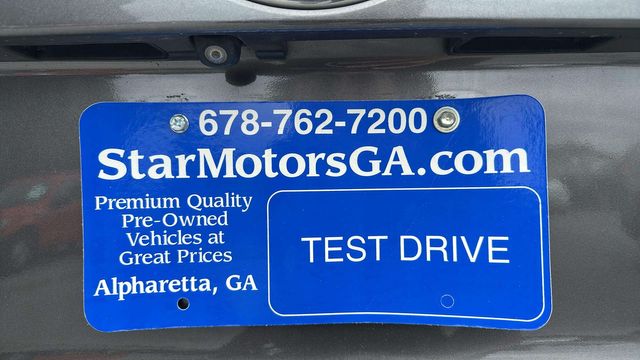 678-762-7200
StarMotorsGA.com
Premium Quality
Pre-Owned
Vehicles at
Great Prices
Alpharetta, GA
TEST DRIVE